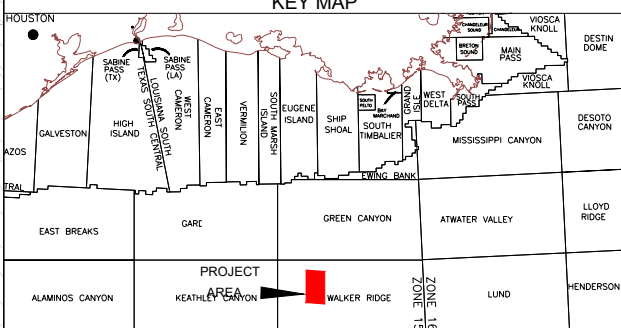 KEY MAP
HOUSTON
SABINE
PASS
(TX)
SABINE
PASS
(LA)
TEXAS SOUTH CENTRAL
LOUISIANA SOUTH CENTRAL
GALVESTON
HIGH
ISLAND
WEST
CAMERON
EAST
CAMERON
VERMILION
SOUTH MARSH
ISLAND
EUGENE
ISLAND
SHIP
SHOAL
SOUTH
PELTO
BAY
MARCHAND
SOUTH
TIMBALIER
GRAND
ISLE
WEST
DELTA
SOUTH
PASS
CHANDELEUR
SOUND
CHANDELEUR
BRETON
SOUND
MAIN
PASS
VIOSCA
KNOLL
VIOSCA
KNOLL
DESTIN
DOME
DESOTO
CANYON
MISSISSIPPI CANYON
AZOS
TRAL
EWING BANK
EAST BREAKS
GARE
GREEN CANYON
ATWATER VALLEY
LLOYD
RIDGE
ALAMINOS CANYON
KEATHLEY CANYON
PROJECT
AREA
WALKER RIDGE
ZONE 15
ZONE 16
LUND
HENDERSON